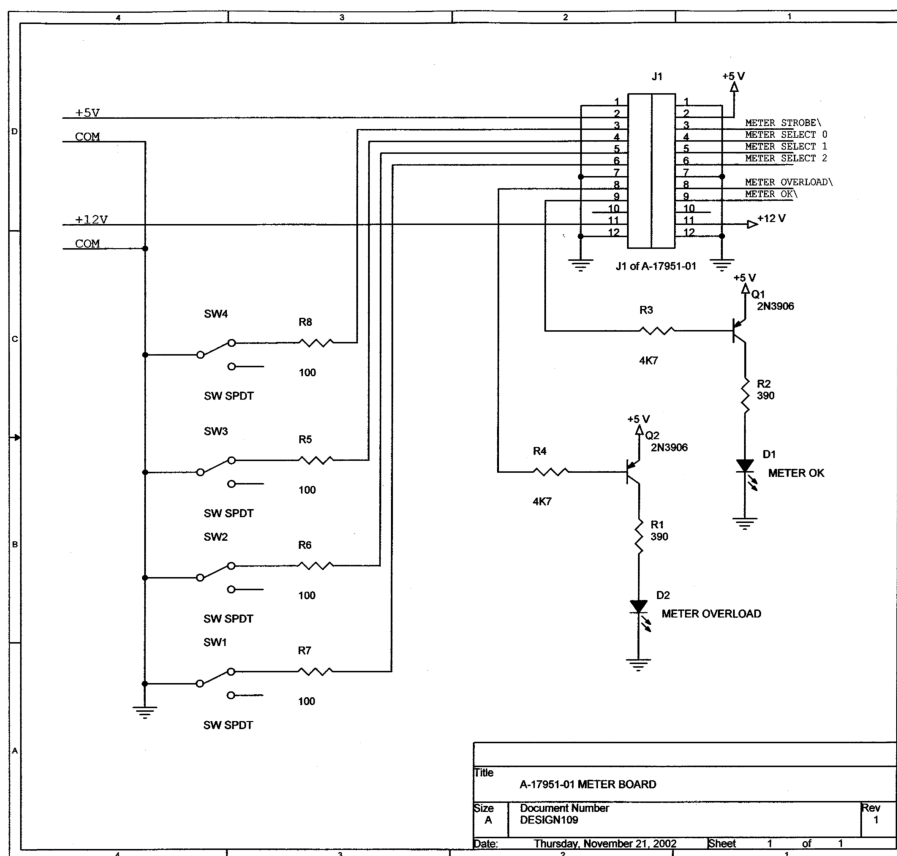 4 3 2 1
J1
+5 V
+5V
COM
1 1
2 2
3 3 METER STROBE\
4 4 METER SELECT 0
5 5 METER SELECT 1
6 6 METER SELECT 2
7 7
8 8 METER OVERLOAD\
9 9 METER OK\
10 10
11 11 +12 V
12 12
+12V
COM
J1 of A-17951-01
D
C
B
A
SW4
R8
100
SW SPDT
SW3
R5
100
SW SPDT
SW2
R6
100
SW SPDT
SW1
R7
100
SW SPDT
R3
4K7
+5 V
Q1
2N3906
R2
390
D1
METER OK
R4
4K7
+5 V
Q2
2N3906
R1
390
D2
METER OVERLOAD
Title
A-17951-01 METER BOARD
Size Document Number Rev
A DESIGN109 1
Date: Thursday, November 21, 2002 Sheet 1 of 1
4 3 2 1